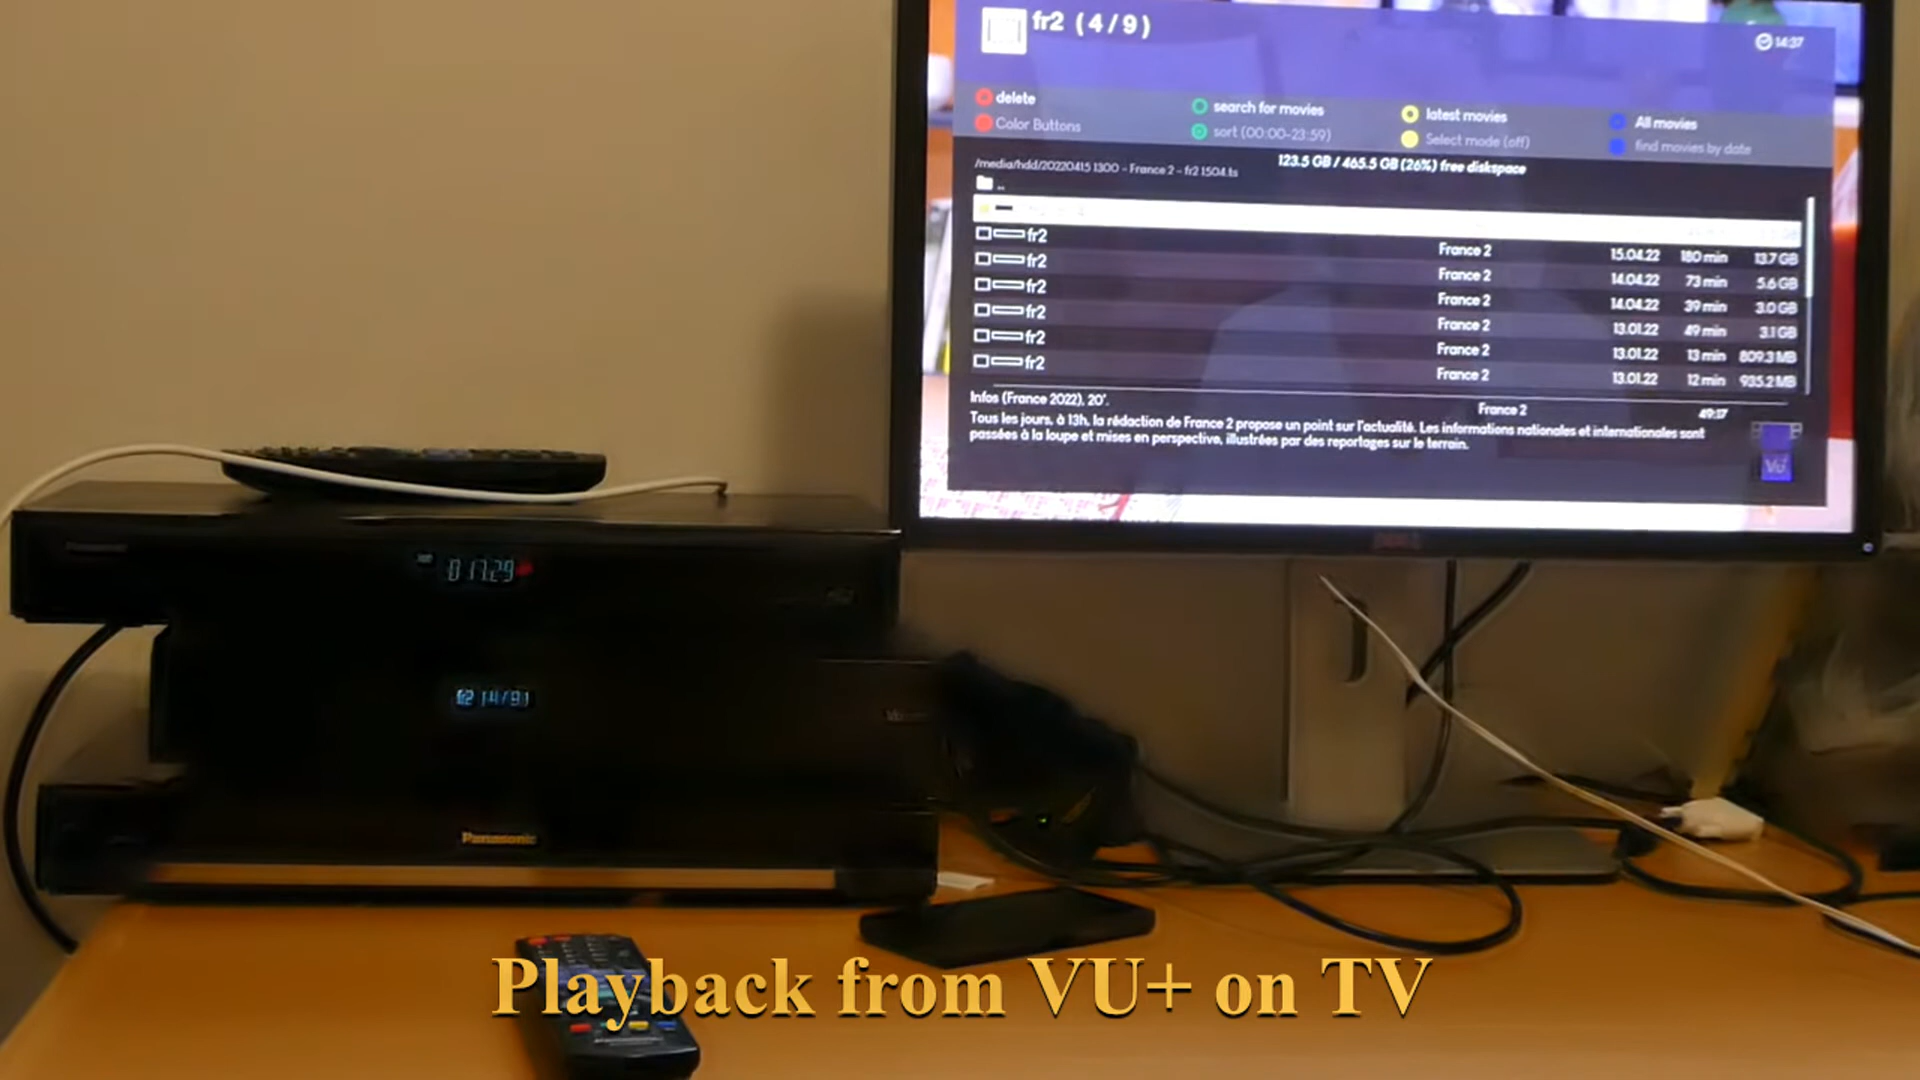 fr2 (4/9)
14:37
delete
search for movies
latest movies
All movies
Color Buttons
sort (00:00-23:59)
Select mode (off)
find movies by date
/media/hdd/20220415 1300 - France 2 - fr2 1504.ts
123.5 GB / 465.5 GB (26%) free diskspace
..
fr2 France 2 15.04.22 180 min 13.7 GB
fr2 France 2 14.04.22 73 min 5.6 GB
fr2 France 2 14.04.22 39 min 3.0 GB
fr2 France 2 13.01.22 49 min 3.1 GB
fr2 France 2 13.01.22 13 min 809.3 MB
fr2 France 2 13.01.22 12 min 935.2 MB
Infos (France 2022), 20'.
France 2
49:17
Tous les jours, à 13h, la rédaction de France 2 propose un point sur l'actualité. Les informations nationales et internationales sont
passées à la loupe et mises en perspective, illustrées par des reportages sur le terrain.
Vu+
17:29
fr2 (4/9)
Panasonic
Playback from VU+ on TV